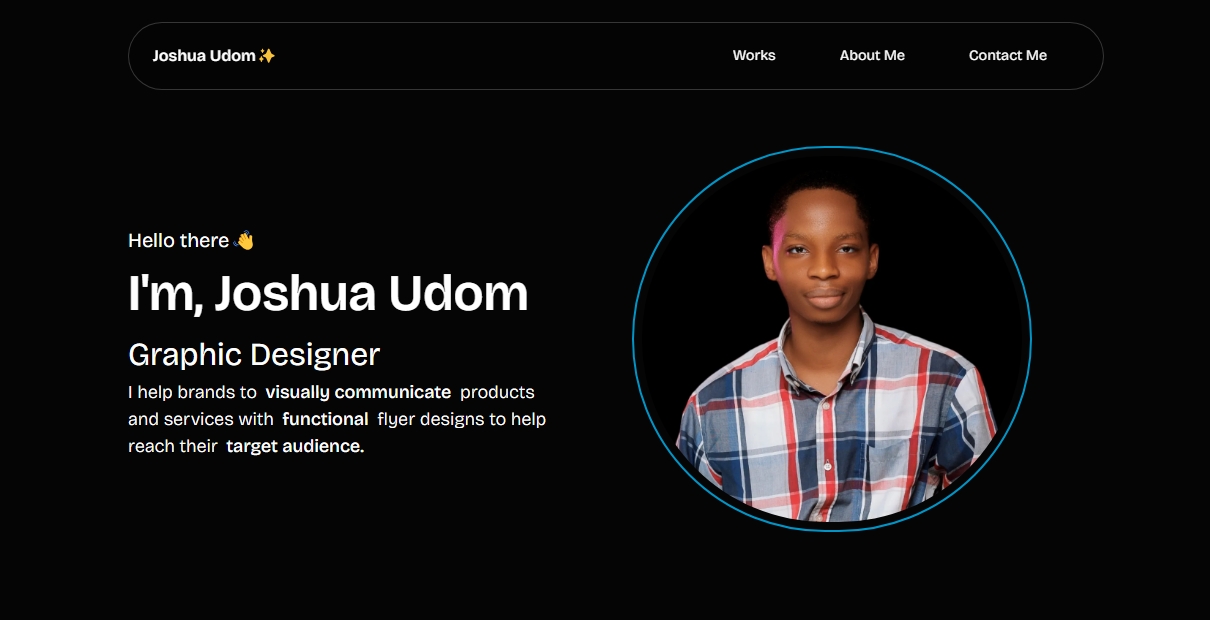 Joshua Udom ✨
Works
About Me
Contact Me
Hello there 👋
I'm, Joshua Udom
Graphic Designer
I help brands to visually communicate products
and services with functional flyer designs to help
reach their target audience.